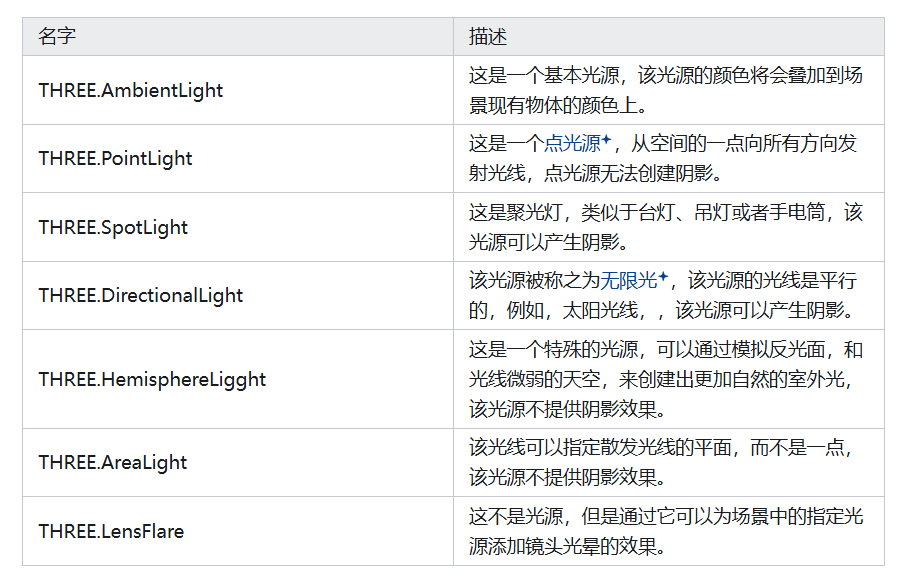 名字
描述
THREE.AmbientLight
这是一个基本光源，该光源的颜色将会叠加到场
景现有物体的颜色上。
THREE.PointLight
这是一个点光源，从空间的一点向所有方向发
射光线，点光源无法创建阴影。
THREE.SpotLight
这是聚光灯，类似于台灯、吊灯或者手电筒，该
光源可以产生阴影。
THREE.DirectionalLight
该光源被称之为无限光，该光源的光线是平行
的，例如，太阳光线，，该光源可以产生阴影。
THREE.HemisphereLigght
这是一个特殊的光源，可以通过模拟反光面，和
光线微弱的天空，来创建出更加自然的室外光，
该光源不提供阴影效果。
THREE.AreaLight
该光线可以指定散发光线的平面，而不是一点，
该光源不提供阴影效果。
THREE.LensFlare
这不是光源，但是通过它可以为场景中的指定光
源添加镜头光晕的效果。